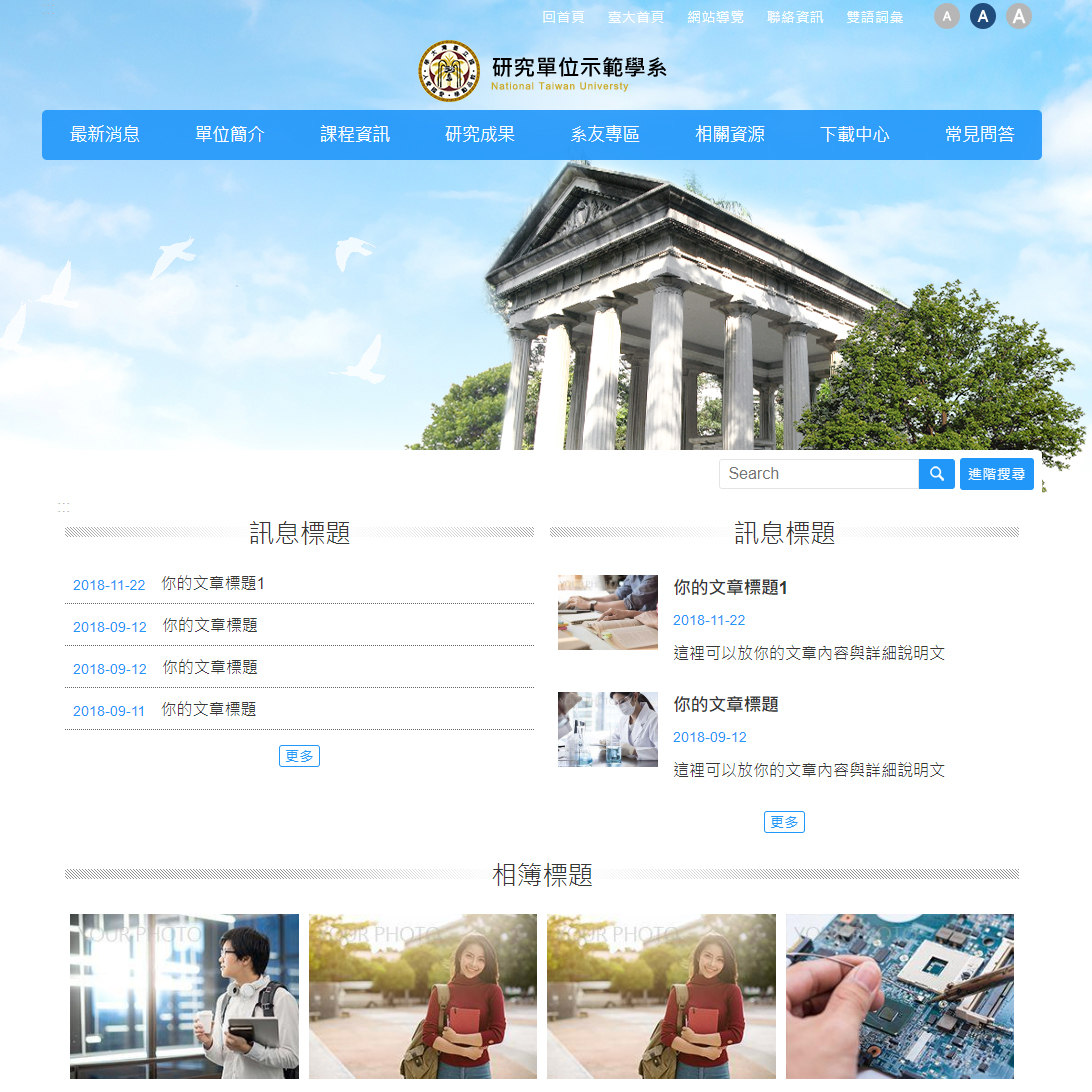 回首頁 臺大首頁 網站導覽 聯絡資訊 雙語詞彙 A A A
研究單位示範學系
National Taiwan Universty
最新消息 單位簡介 課程資訊 研究成果 系友專區 相關資源 下載中心 常見問答
Search 進階搜尋
:::
訊息標題
2018-11-22 你的文章標題1
2018-09-12 你的文章標題
2018-09-12 你的文章標題
2018-09-11 你的文章標題
更多
訊息標題
你的文章標題1
2018-11-22
這裡可以放你的文章內容與詳細說明文
你的文章標題
2018-09-12
這裡可以放你的文章內容與詳細說明文
更多
相簿標題
YOUR PHOTO YOUR PHOTO YOUR PHOTO YOUR PHOTO